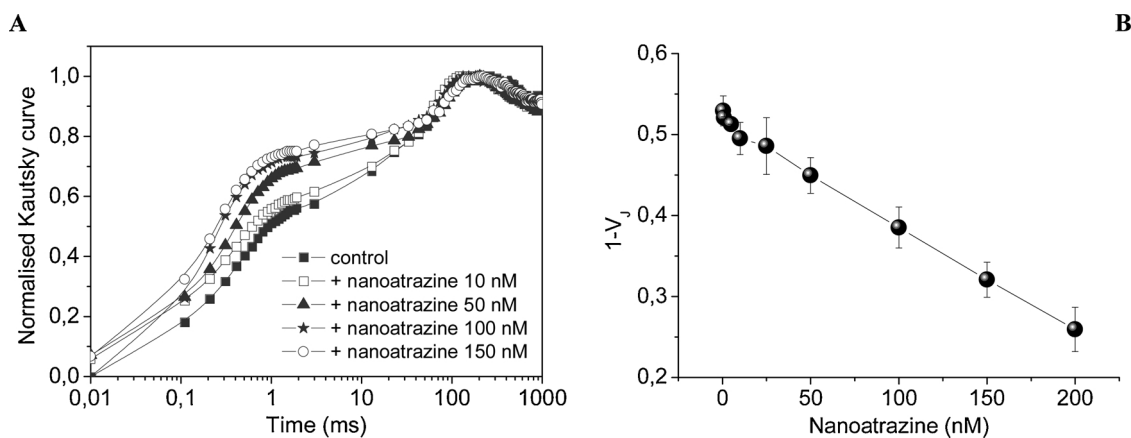 A
B
Normalised Kautsky curve
1,0
0,8
0,6
0,4
0,2
0,0
control
+ nanoatrazine 10 nM
+ nanoatrazine 50 nM
+ nanoatrazine 100 nM
+ nanoatrazine 150 nM
0,01 0,1 1 10 100 1000
Time (ms)
1-VJ
0,6
0,5
0,4
0,3
0,2
0 50 100 150 200
Nanoatrazine (nM)